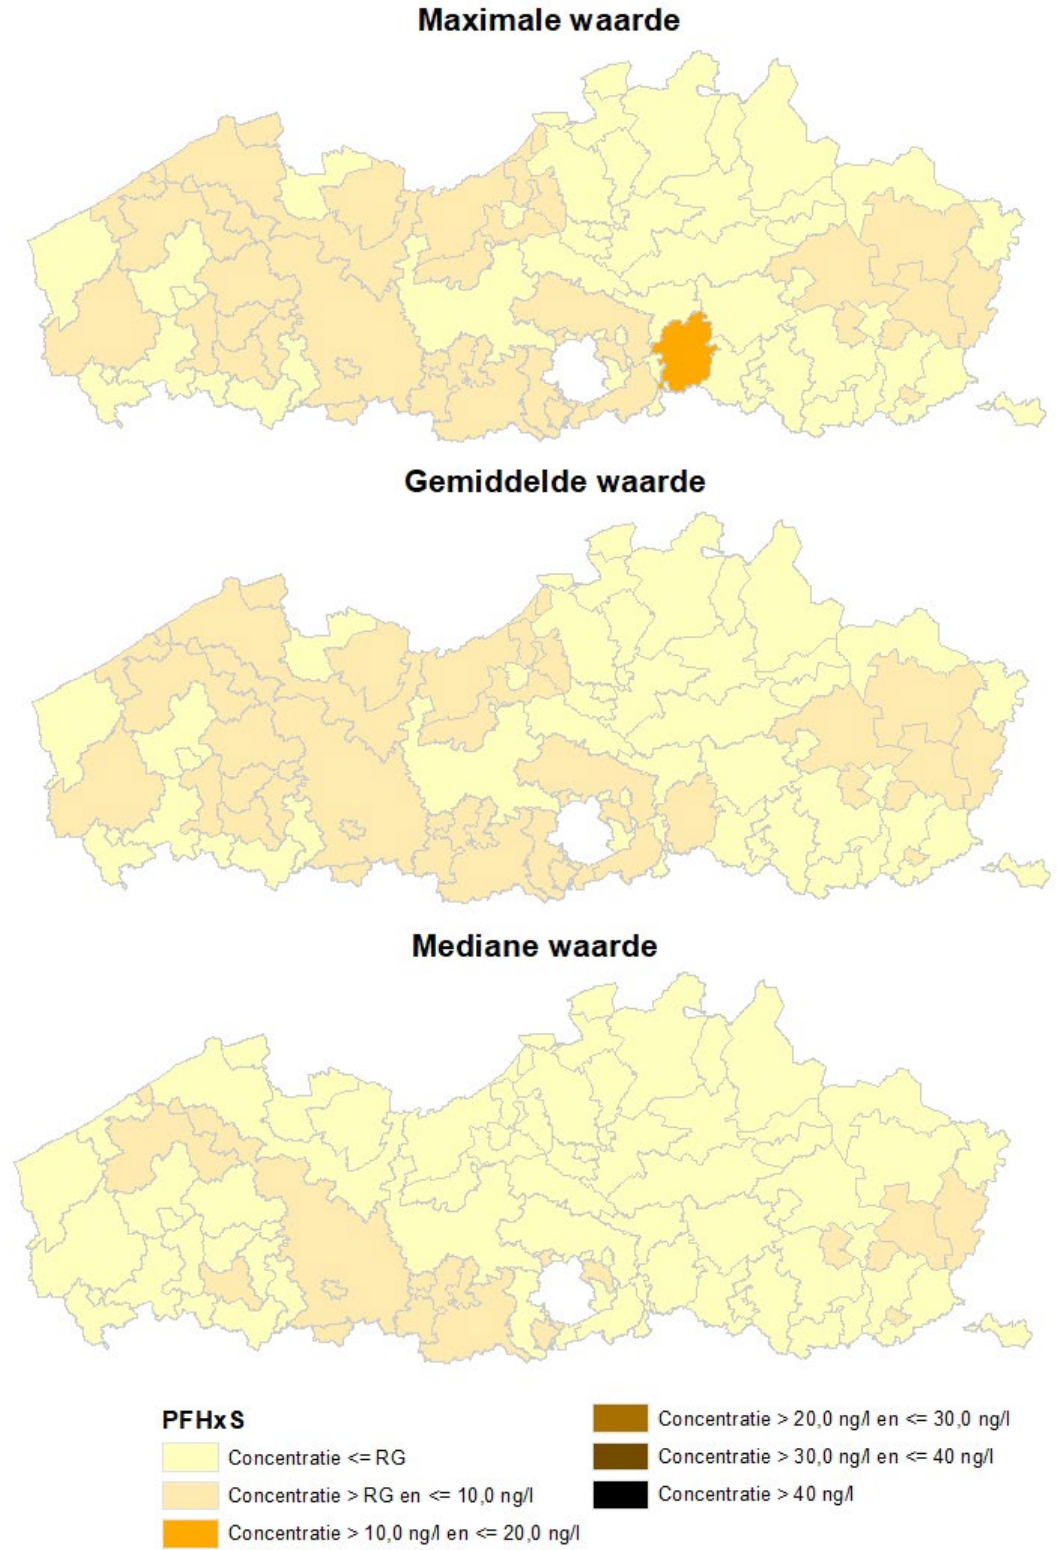 Maximale waarde
Gemiddelde waarde
Mediane waarde
PFHxS
Concentratie <= RG
Concentratie > RG en <= 10,0 ng/l
Concentratie > 10,0 ng/l en <= 20,0 ng/l
Concentratie > 20,0 ng/l en <= 30,0 ng/l
Concentratie > 30,0 ng/l en <= 40 ng/l
Concentratie > 40 ng/l